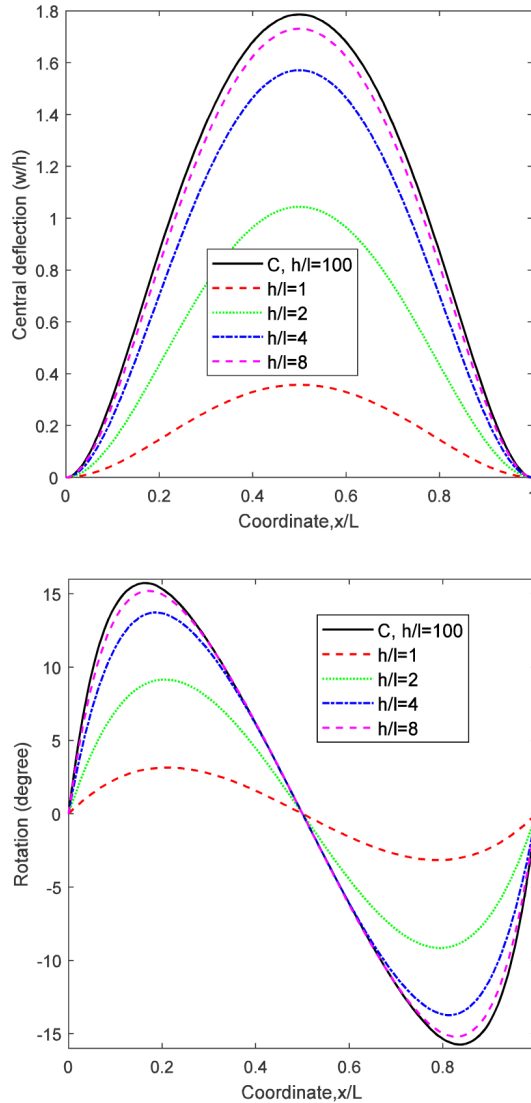 1.8
1.6
1.4
1.2
1
0.8
0.6
0.4
0.2
0
Central deflection (w/h)
C, h/l=100
h/l=1
h/l=2
h/l=4
h/l=8
0 0.2 0.4 0.6 0.8 1
Coordinate,x/L
15
10
5
0
-5
-10
-15
Rotation (degree)
C, h/l=100
h/l=1
h/l=2
h/l=4
h/l=8
0 0.2 0.4 0.6 0.8
Coordinate,x/L